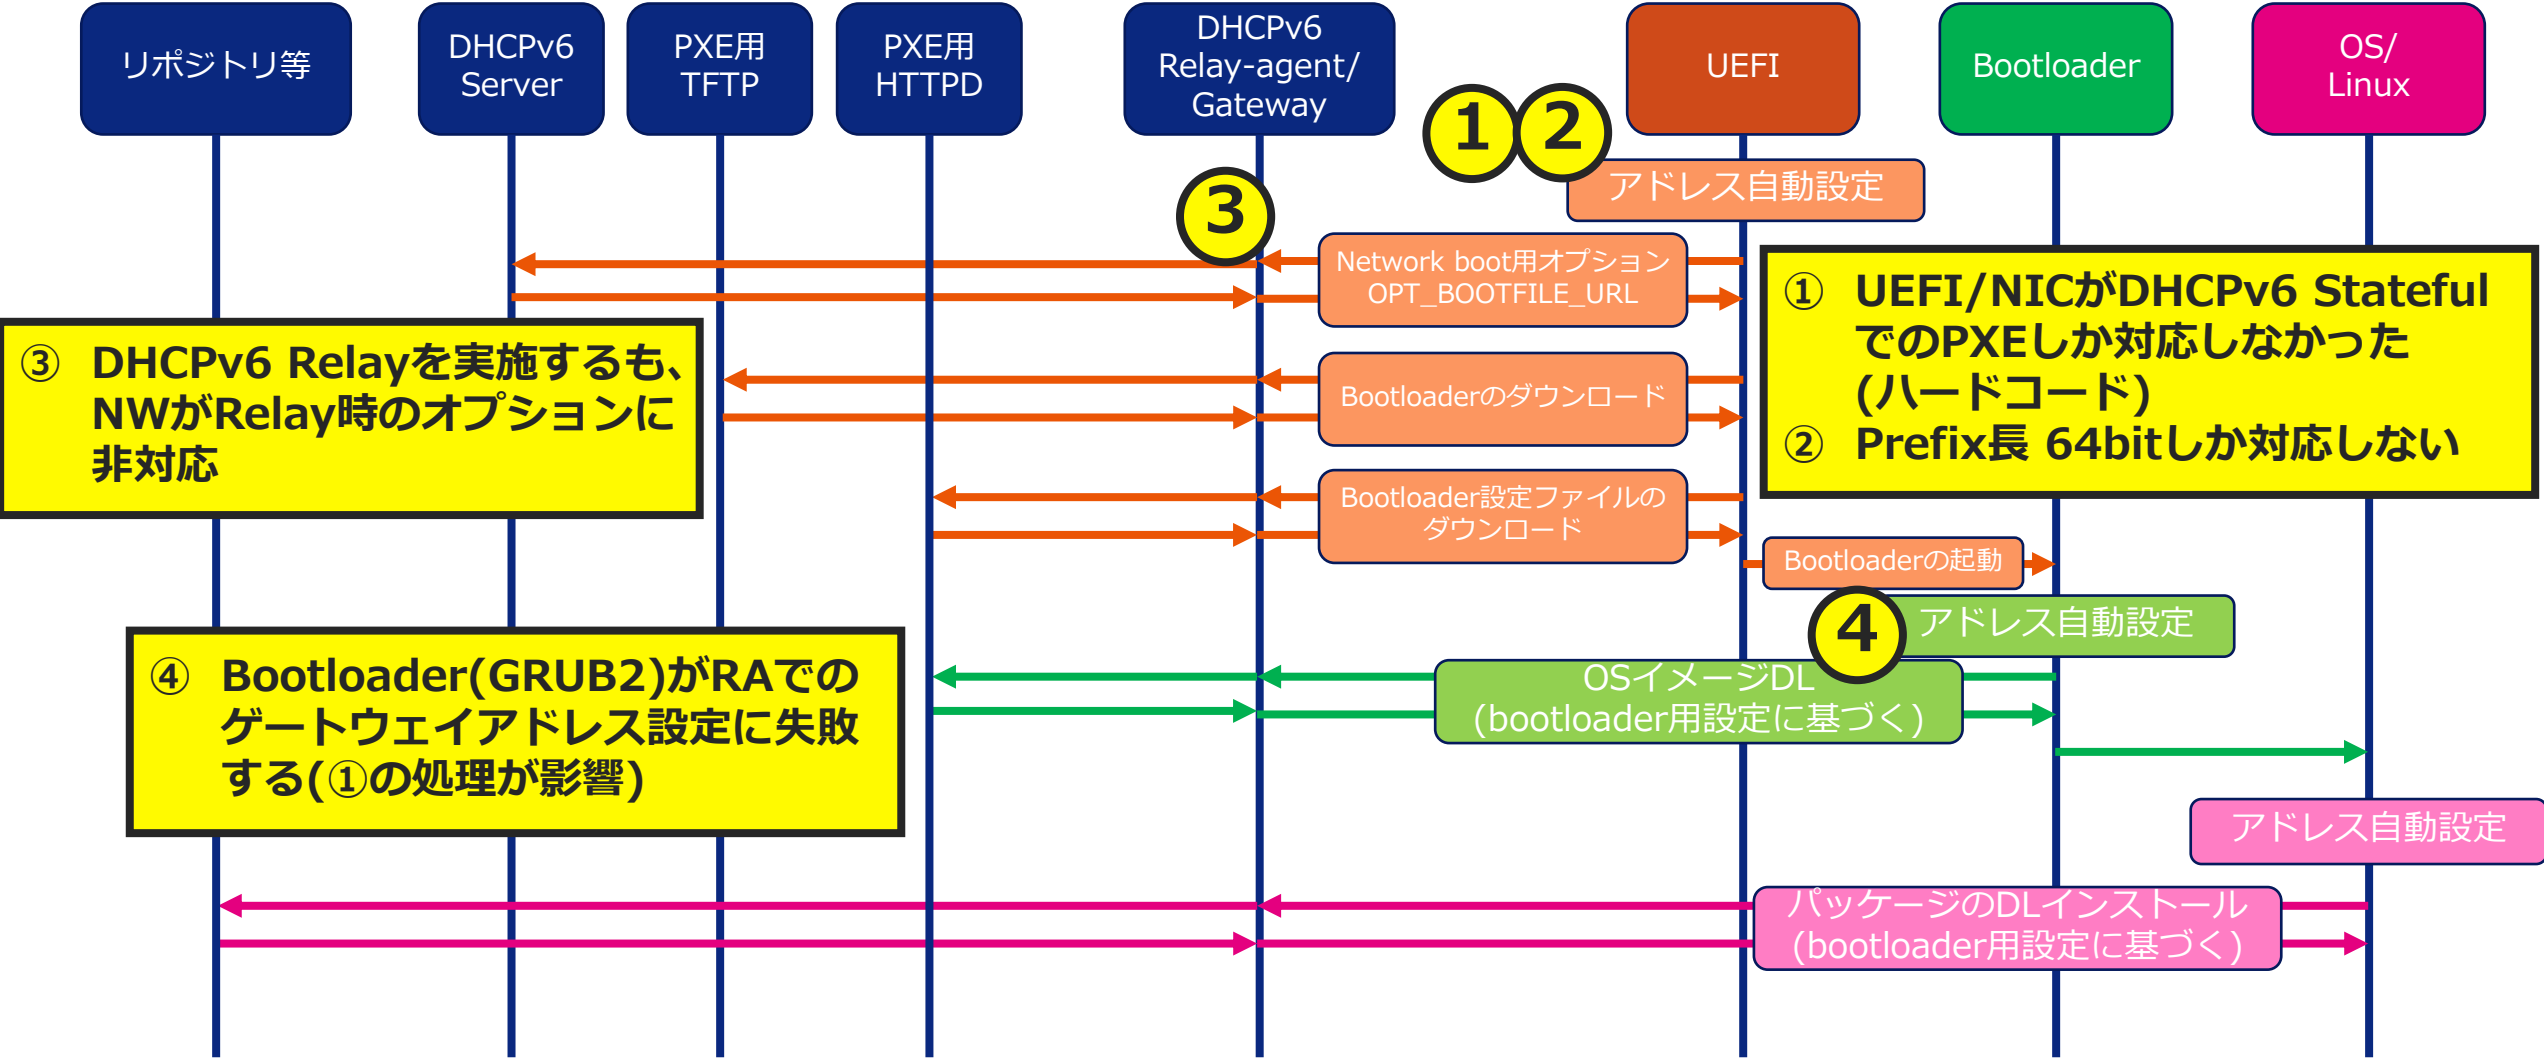 リポジトリ等
DHCPv6
Server
PXE用
TFTP
PXE用
HTTPD
DHCPv6
Relay-agent/
Gateway
UEFI
Bootloader
OS/
Linux
1
2
アドレス自動設定
3
Network boot用オプション
OPT_BOOTFILE_URL
① UEFI/NICがDHCPv6 Stateful
でのPXEしか対応しなかった
(ハードコード)
② Prefix長 64bitしか対応しない
③ DHCPv6 Relayを実施するも、
NWがRelay時のオプションに
非対応
Bootloaderのダウンロード
Bootloader設定ファイルの
ダウンロード
Bootloaderの起動
4
アドレス自動設定
④ Bootloader(GRUB2)がRAでの
ゲートウェイアドレス設定に失敗
する(①の処理が影響)
OSイメージDL
(bootloader用設定に基づく)
アドレス自動設定
パッケージのDLインストール
(bootloader用設定に基づく)